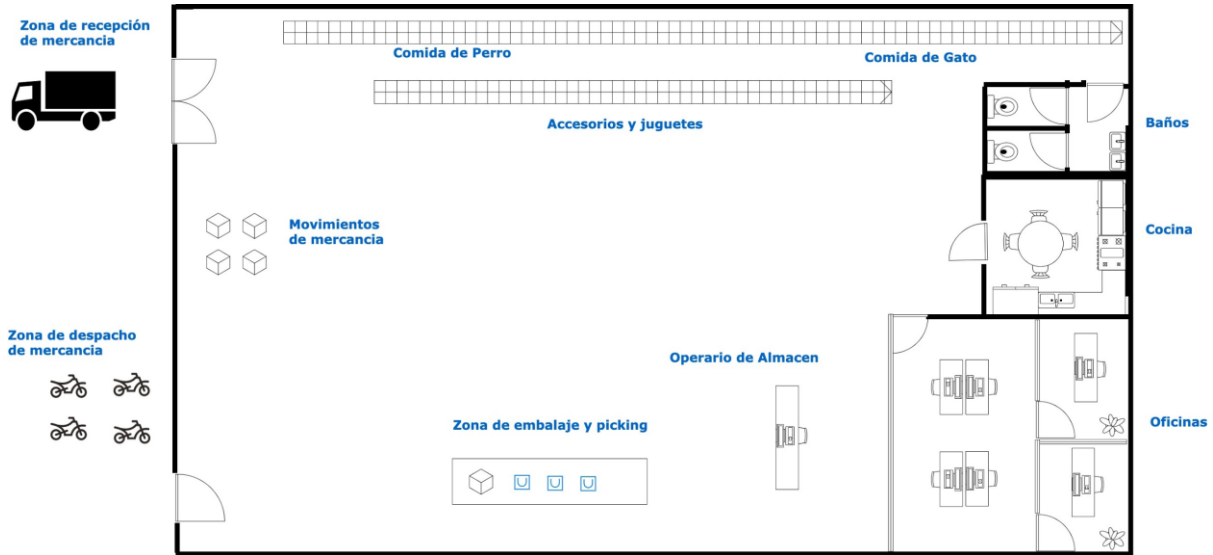 Zona de recepción
de mercancia
Comida de Perro
Comida de Gato
Accesorios y juguetes
Baños
Movimientos
de mercancia
Cocina
Zona de despacho
de mercancia
Operario de Almacen
Zona de embalaje y picking
Oficinas